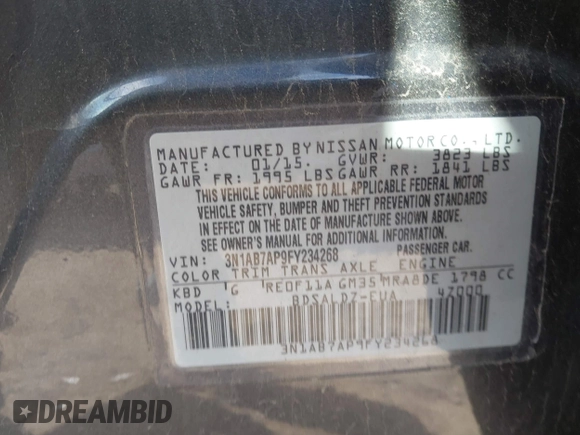 MANUFACTURED BY NISSAN MOTOR CO., LTD.
DATE: 01/15. GVWR: 3823 LBS
GAWR FR: 1995 LBS GAWR RR: 1841 LBS
THIS VEHICLE CONFORMS TO ALL APPLICABLE FEDERAL MOTOR
VEHICLE SAFETY, BUMPER AND THEFT PREVENTION STANDARDS
IN EFFECT ON THE DATE OF MANUFACTURE SHOWN ABOVE.
SEE OWNER'S MANUAL FOR ADDITIONAL INFORMATION.
VIN: 3N1AB7AP9FY234268 PASSENGER CAR.
COLOR TRIM TRANS AXLE ENGINE
KBD G RE0F11A GM35 MRA8DE 1798 CC
MODEL: BDSALDZ-EUA 4Z000
3N1AB7AP9FY234268
DREAMBID